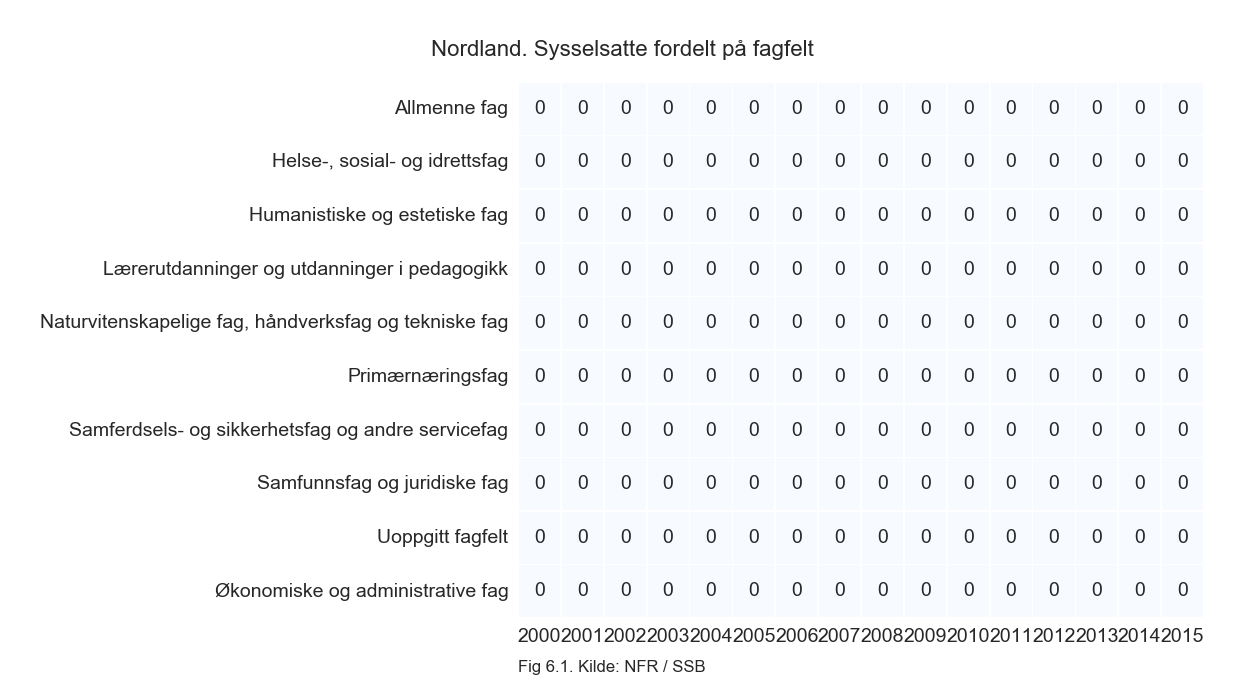 Nordland. Sysselsatte fordelt på fagfelt
Allmenne fag 0 0 0 0 0 0 0 0 0 0 0 0 0 0 0 0
Helse-, sosial- og idrettsfag 0 0 0 0 0 0 0 0 0 0 0 0 0 0 0 0
Humanistiske og estetiske fag 0 0 0 0 0 0 0 0 0 0 0 0 0 0 0 0
Lærerutdanninger og utdanninger i pedagogikk 0 0 0 0 0 0 0 0 0 0 0 0 0 0 0 0
Naturvitenskapelige fag, håndverksfag og tekniske fag 0 0 0 0 0 0 0 0 0 0 0 0 0 0 0 0
Primærnæringsfag 0 0 0 0 0 0 0 0 0 0 0 0 0 0 0 0
Samferdsels- og sikkerhetsfag og andre servicefag 0 0 0 0 0 0 0 0 0 0 0 0 0 0 0 0
Samfunnsfag og juridiske fag 0 0 0 0 0 0 0 0 0 0 0 0 0 0 0 0
Uoppgitt fagfelt 0 0 0 0 0 0 0 0 0 0 0 0 0 0 0 0
Økonomiske og administrative fag 0 0 0 0 0 0 0 0 0 0 0 0 0 0 0 0
2000 2001 2002 2003 2004 2005 2006 2007 2008 2009 2010 2011 2012 2013 2014 2015
Fig 6.1. Kilde: NFR / SSB